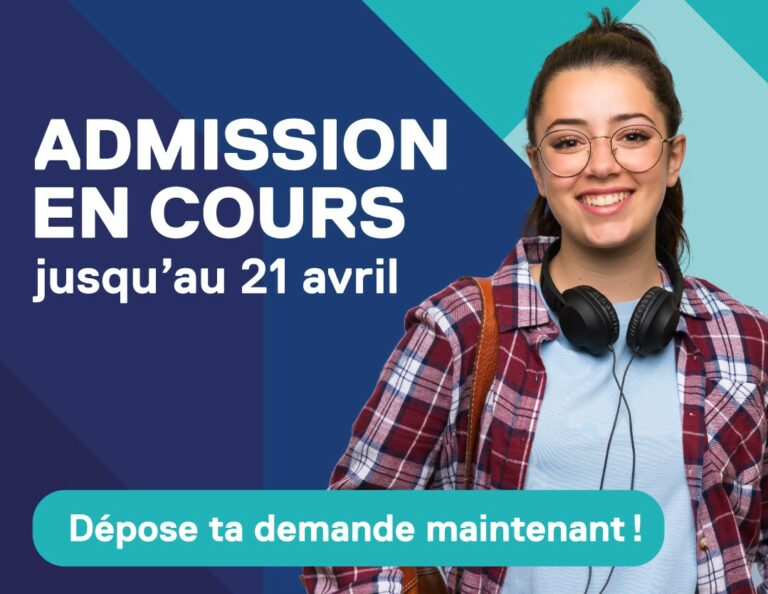 ADMISSION
EN COURS
jusqu’au 21 avril
Dépose ta demande maintenant !